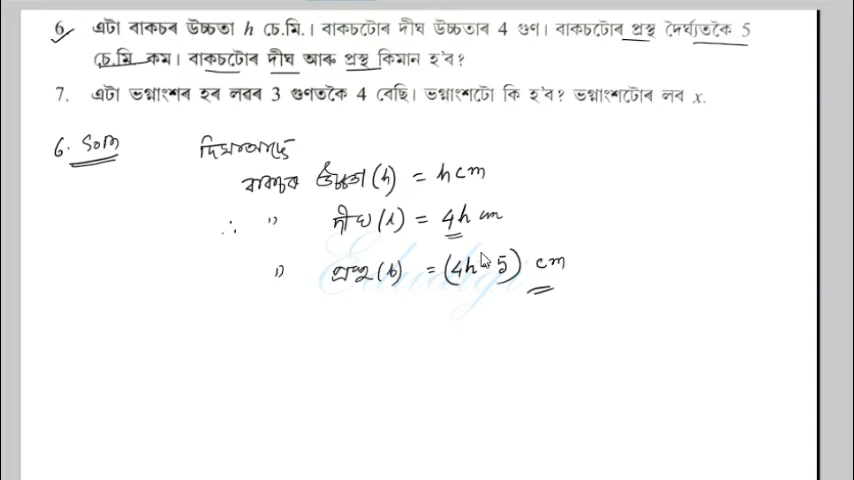 6. এটা বাকচৰ উচ্চতা h চে.মি.। বাকচটোৰ দীঘ উচ্চতাৰ 4 গুণ। বাকচটোৰ প্ৰস্থ দৈৰ্ঘ্যতকৈ 5
চে.মি কম। বাকচটোৰ দীঘ আৰু প্ৰস্থ কিমান হ'ব?
7. এটা ভগ্নাংশৰ হৰ লৱৰ 3 গুণতকৈ 4 বেছি। ভগ্নাংশটো কি হ'ব? ভগ্নাংশটোৰ লব x.
6. Soln দিয়া আছে
বাকচৰ উচ্চতা (h) = h cm
∴ " দীঘ (l) = 4h cm
" প্ৰস্থ (b) = (4h - 5) cm
Edudigi